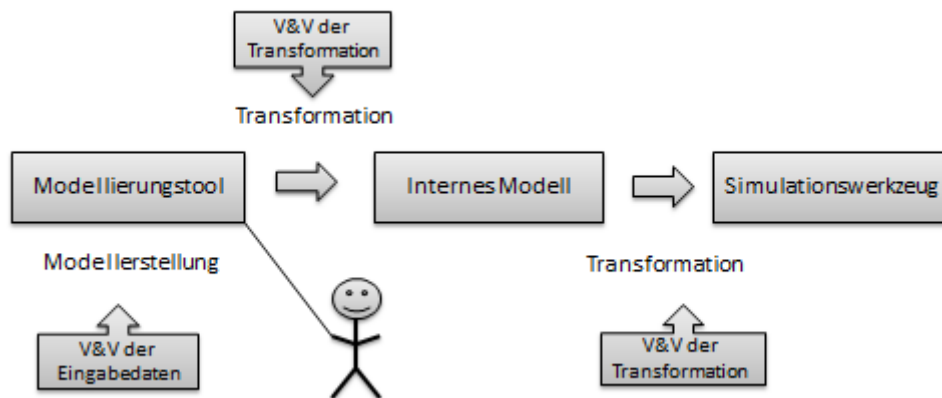 V&V der
Transformation
Transformation
Modellierungstool
Internes Modell
Simulationswerkzeug
Modellerstellung
Transformation
V&V der
Eingabedaten
V&V der
Transformation